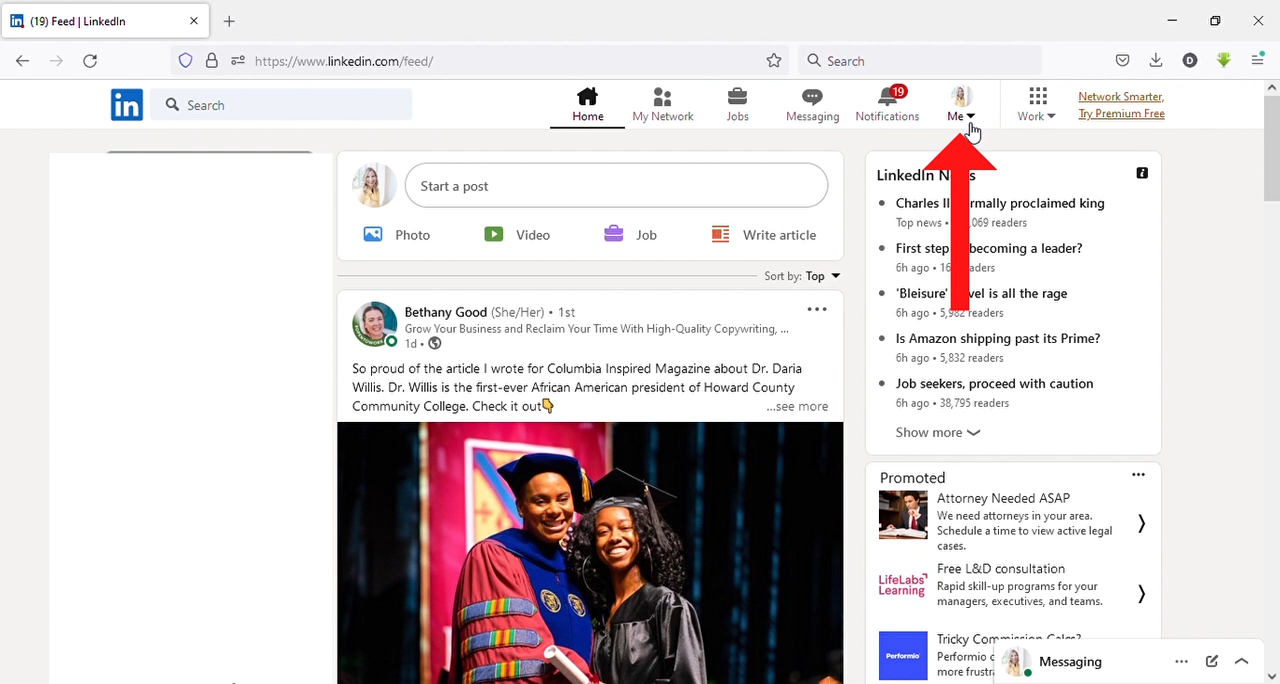 (19) Feed | LinkedIn
https://www.linkedin.com/feed/
Search
D
in
Search
Home
My Network
Jobs
Messaging
19
Notifications
Me
Work
Network Smarter,
Try Premium Free
Start a post
Photo
Video
Job
Write article
Sort by: Top
Bethany Good (She/Her) • 1st
Grow Your Business and Reclaim Your Time With High-Quality Copywriting, ...
1d •
So proud of the article I wrote for Columbia Inspired Magazine about Dr. Daria
Willis. Dr. Willis is the first-ever African American president of Howard County
Community College. Check it out
...see more
LinkedIn
Charles formally proclaimed king
Top news • readers
First step becoming a leader?
6h ago • readers
'Bleisure' is all the rage
6h ago • 5,982 readers
Is Amazon shipping past its Prime?
6h ago • 5,832 readers
Job seekers, proceed with caution
6h ago • 38,795 readers
Show more
Promoted
Attorney Needed ASAP
We need attorneys in your area.
Schedule a time to view active legal
cases.
LifeLabs
Learning
Free L&D consultation
Rapid skill-up programs for your
managers, executives, and teams.
Performio
Tricky Commission Calcs?
Performio
more
Messaging